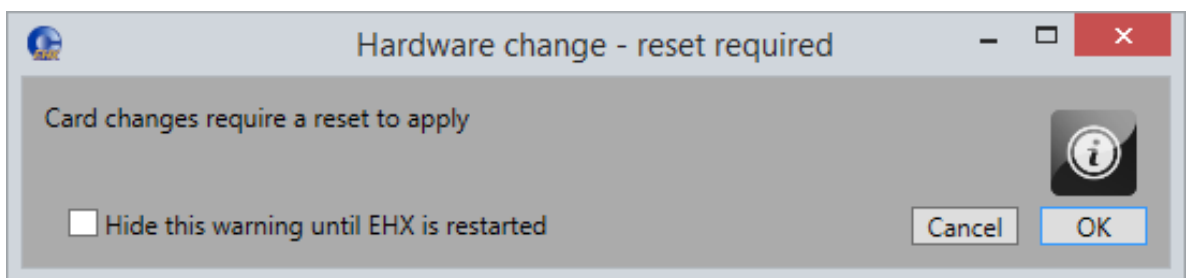 Hardware change - reset required
Card changes require a reset to apply
Hide this warning until EHX is restarted
Cancel
OK